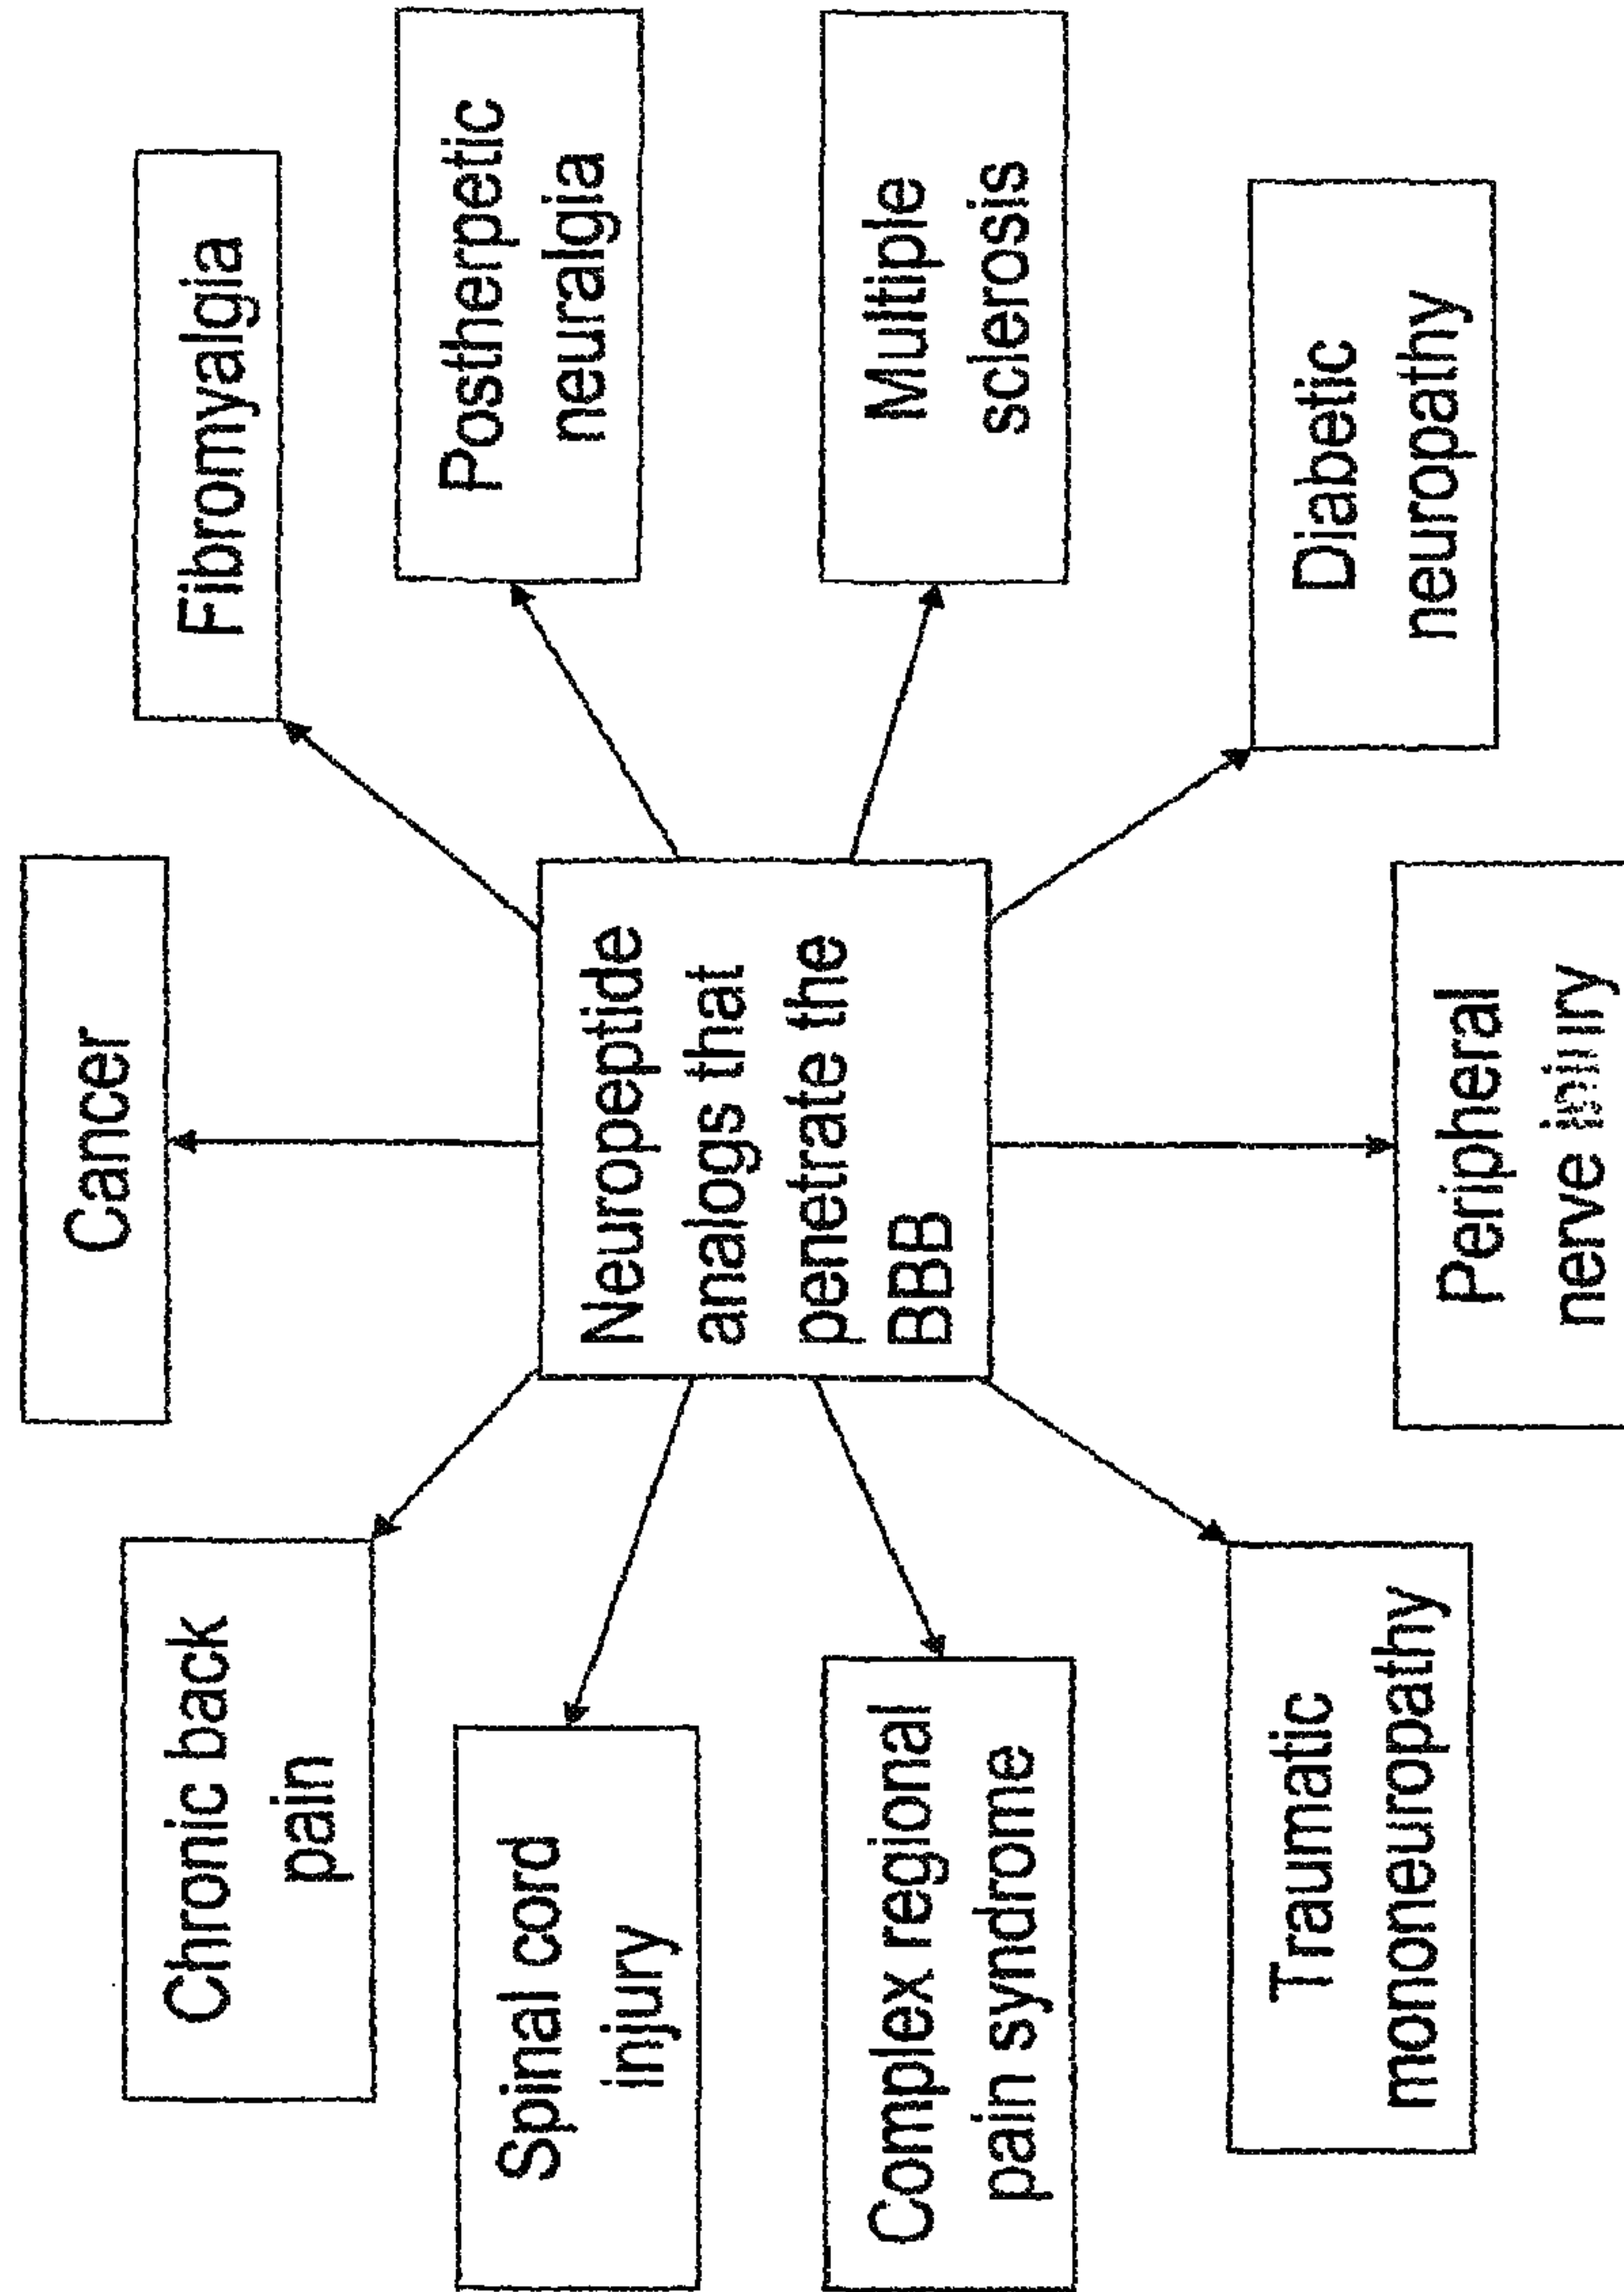 Cancer
Chronic back
pain
Fibromyalgia
Spinal cord
injury
Postherpetic
neuralgia
Neuropeptide
analogs that
penetrate the
BBB
Complex regional
pain syndrome
Multiple
sclerosis
Traumatic
mononeuropathy
Diabetic
neuropathy
Peripheral
nerve injury